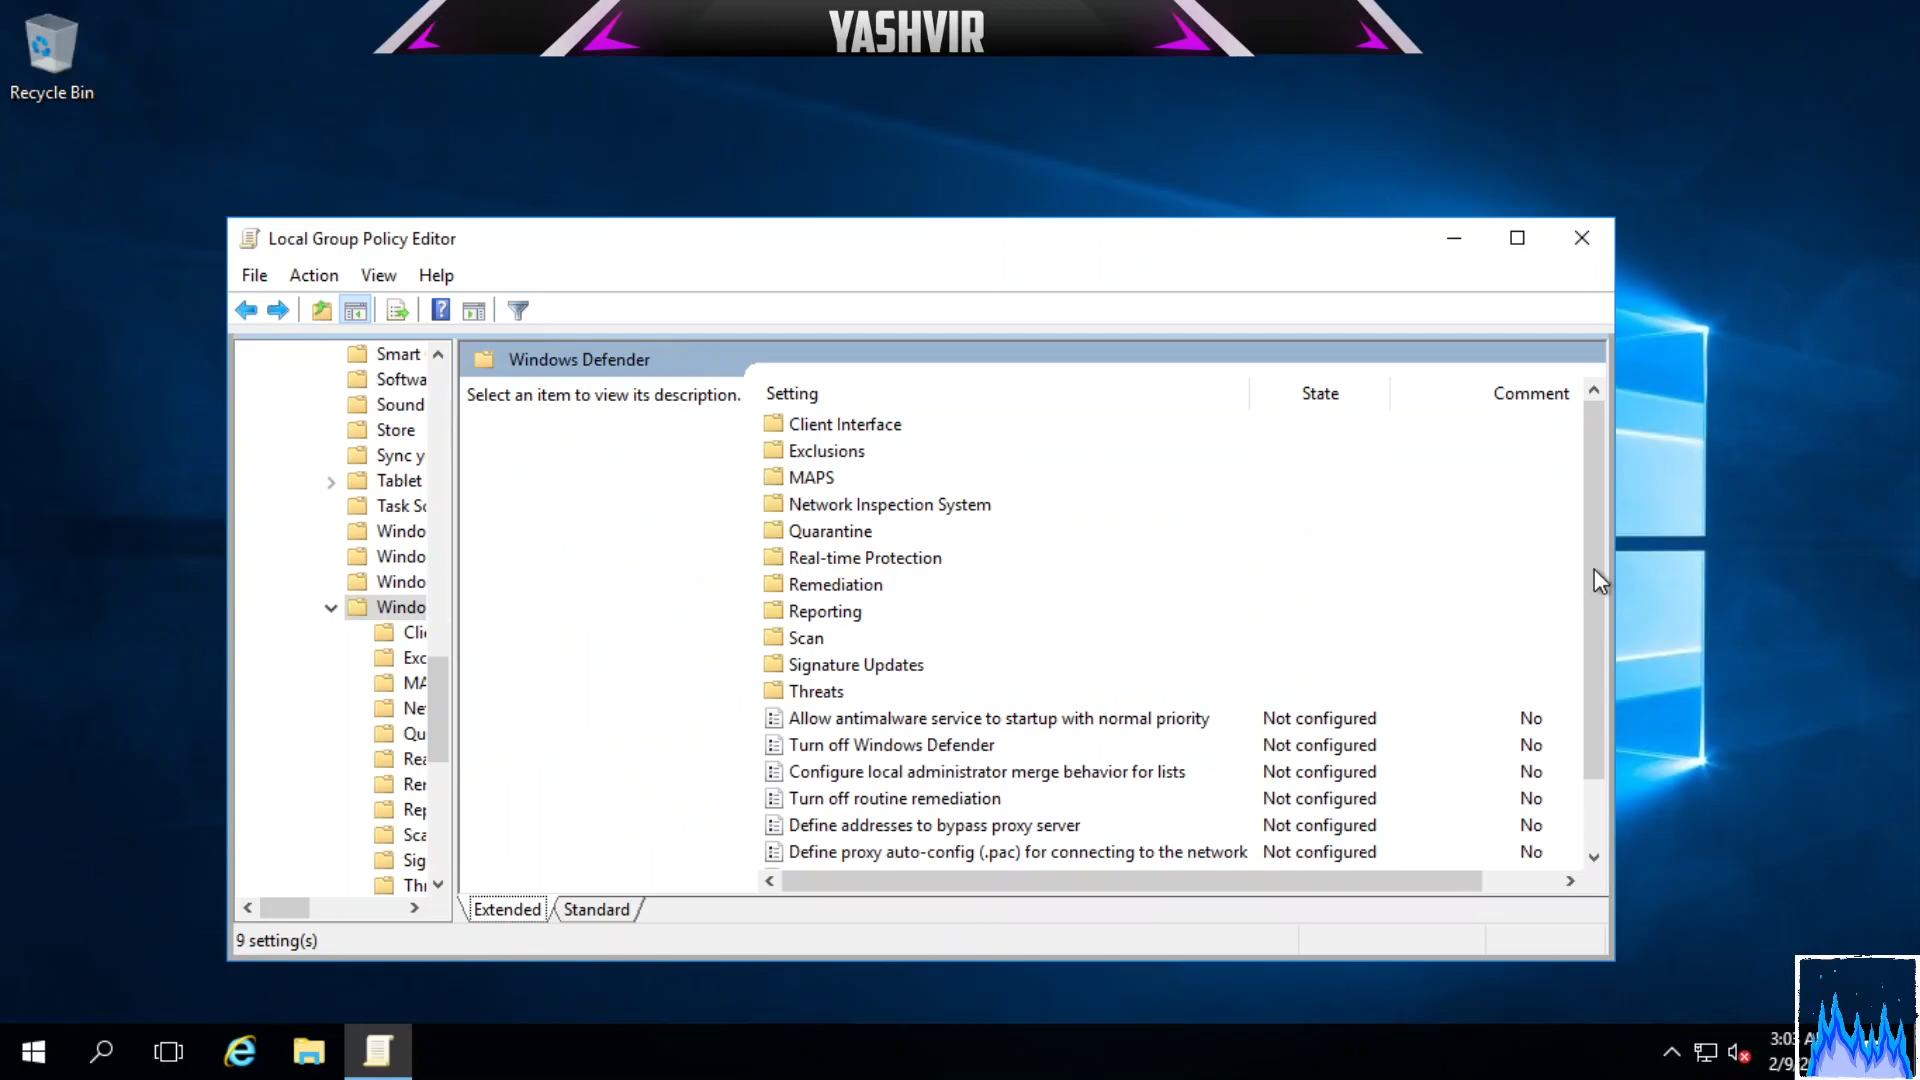 YASHVIR
Recycle Bin
Local Group Policy Editor
File Action View Help
Smart
Softwa
Sound
Store
Sync y
Tablet
Task Sc
Windo
Windo
Windo
Windo
Cli
Exc
MA
Ne
Qu
Rea
Rer
Rep
Sca
Sig
Thr
Windows Defender
Select an item to view its description.
Setting State Comment
Client Interface
Exclusions
MAPS
Network Inspection System
Quarantine
Real-time Protection
Remediation
Reporting
Scan
Signature Updates
Threats
Allow antimalware service to startup with normal priority Not configured No
Turn off Windows Defender Not configured No
Configure local administrator merge behavior for lists Not configured No
Turn off routine remediation Not configured No
Define addresses to bypass proxy server Not configured No
Define proxy auto-config (.pac) for connecting to the network Not configured No
Extended Standard
9 setting(s)
3:03 A
2/9/2